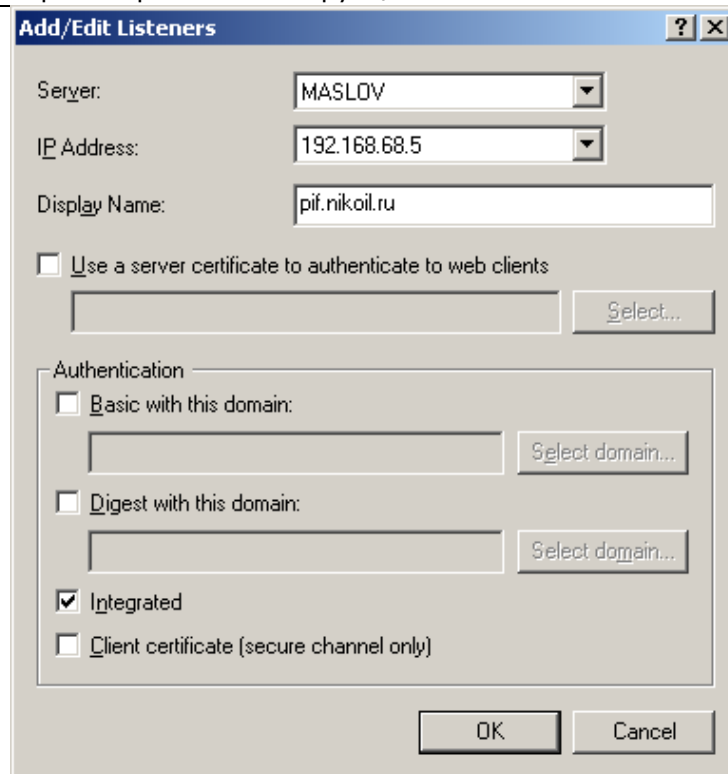 Add/Edit Listeners
Server: MASLOV
IP Address: 192.168.68.5
Display Name: pif.nikoil.ru
Use a server certificate to authenticate to web clients
Select...
Authentication
Basic with this domain:
Select domain...
Digest with this domain:
Select domain...
Integrated
Client certificate (secure channel only)
OK Cancel